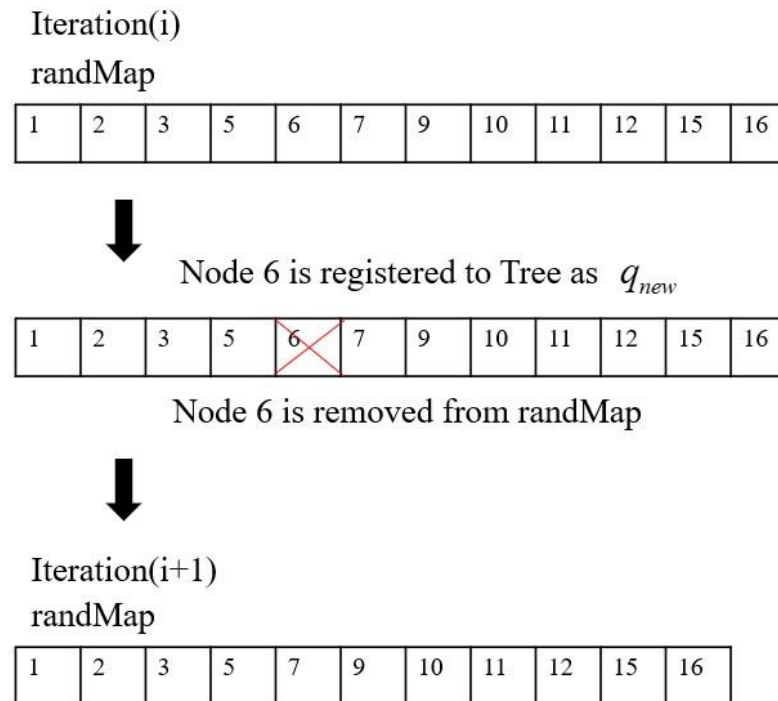 Iteration(i)
randMap
1 2 3 5 6 7 9 10 11 12 15 16
Node 6 is registered to Tree as q_new
1 2 3 5 6 7 9 10 11 12 15 16
Node 6 is removed from randMap
Iteration(i+1)
randMap
1 2 3 5 7 9 10 11 12 15 16